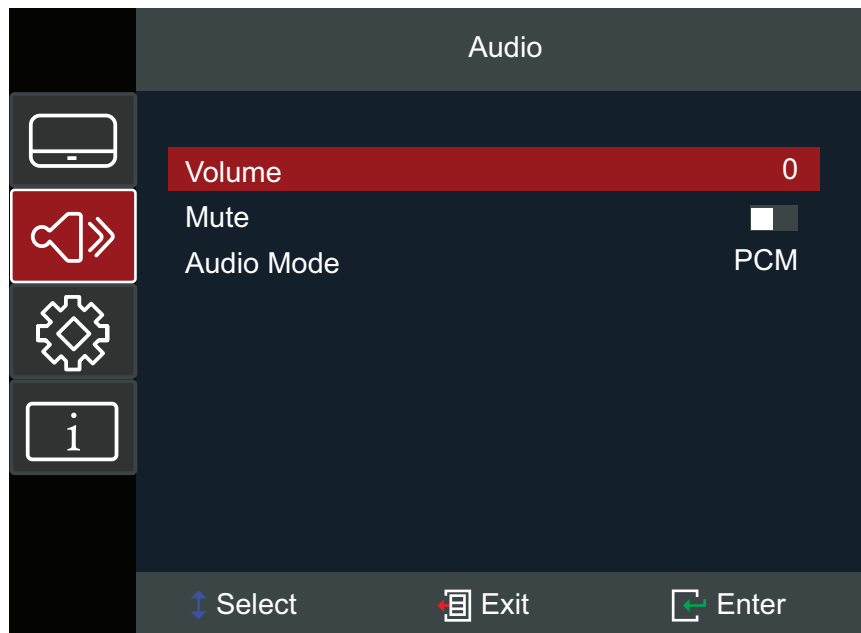 Audio
Volume 0
Mute
Audio Mode PCM
i
Select Exit Enter